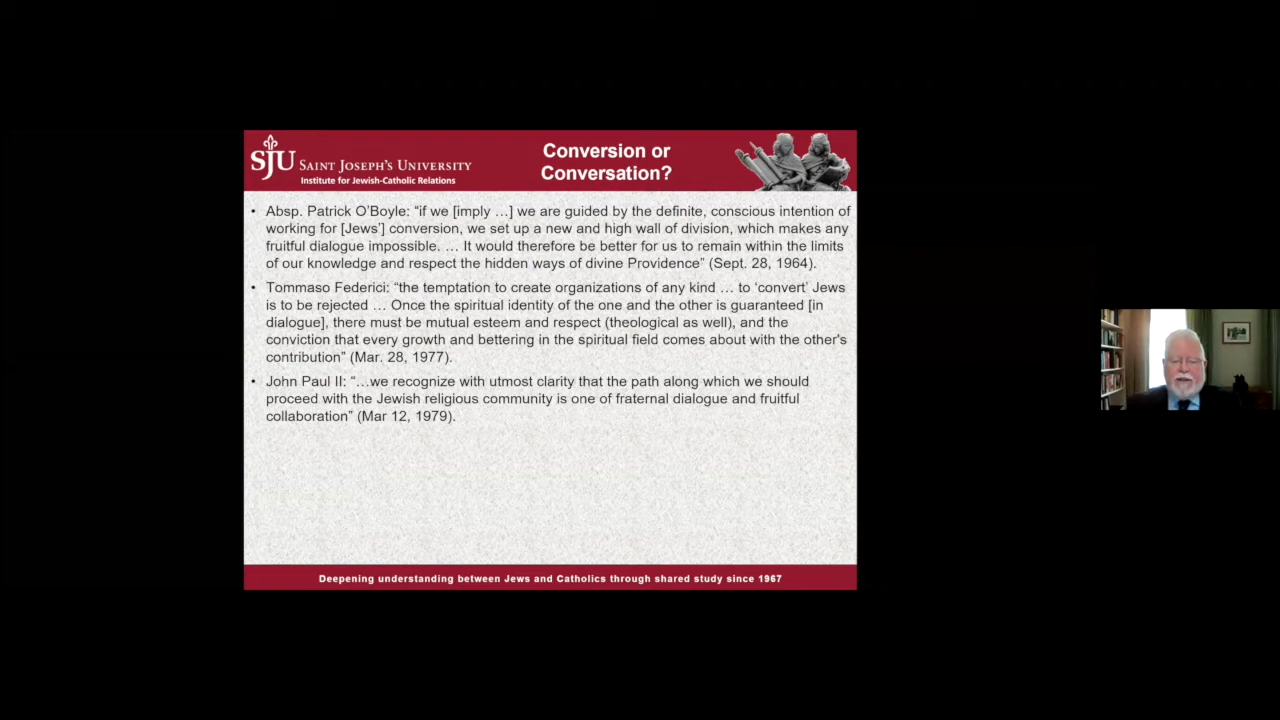 SJU SAINT JOSEPH'S UNIVERSITY
Institute for Jewish-Catholic Relations
Conversion or
Conversation?
• Absp. Patrick O'Boyle: “if we [imply …] we are guided by the definite, conscious intention of
working for [Jews'] conversion, we set up a new and high wall of division, which makes any
fruitful dialogue impossible. … It would therefore be better for us to remain within the limits
of our knowledge and respect the hidden ways of divine Providence” (Sept. 28, 1964).
• Tommaso Federici: “the temptation to create organizations of any kind … to ‘convert’ Jews
is to be rejected … Once the spiritual identity of the one and the other is guaranteed [in
dialogue], there must be mutual esteem and respect (theological as well), and the
conviction that every growth and bettering in the spiritual field comes about with the other's
contribution” (Mar. 28, 1977).
• John Paul II: “…we recognize with utmost clarity that the path along which we should
proceed with the Jewish religious community is one of fraternal dialogue and fruitful
collaboration” (Mar 12, 1979).
Deepening understanding between Jews and Catholics through shared study since 1967